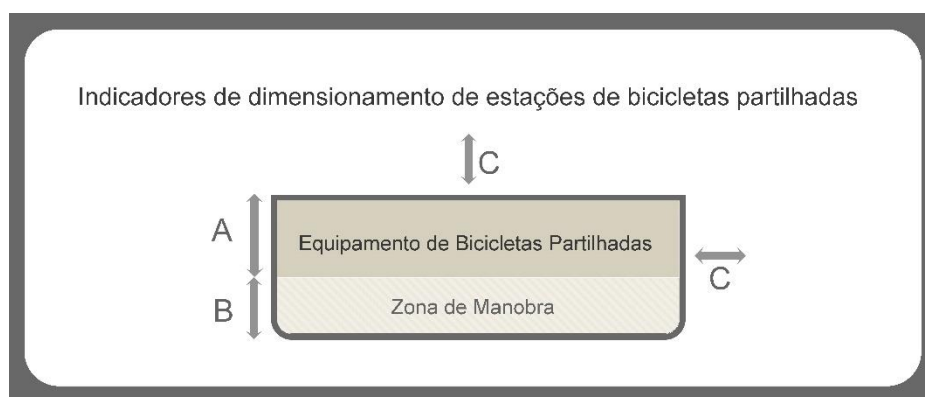 Indicadores de dimensionamento de estações de bicicletas partilhadas
C
A
Equipamento de Bicicletas Partilhadas
C
B
Zona de Manobra